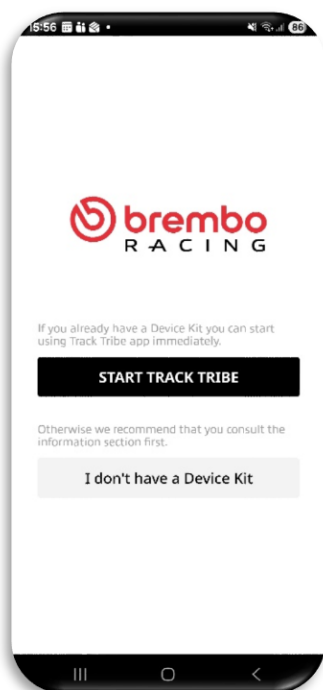 15:56
86
brembo
RACING
If you already have a Device Kit you can start
using Track Tribe app immediately.
START TRACK TRIBE
Otherwise we recommend that you consult the
information section first.
I don't have a Device Kit